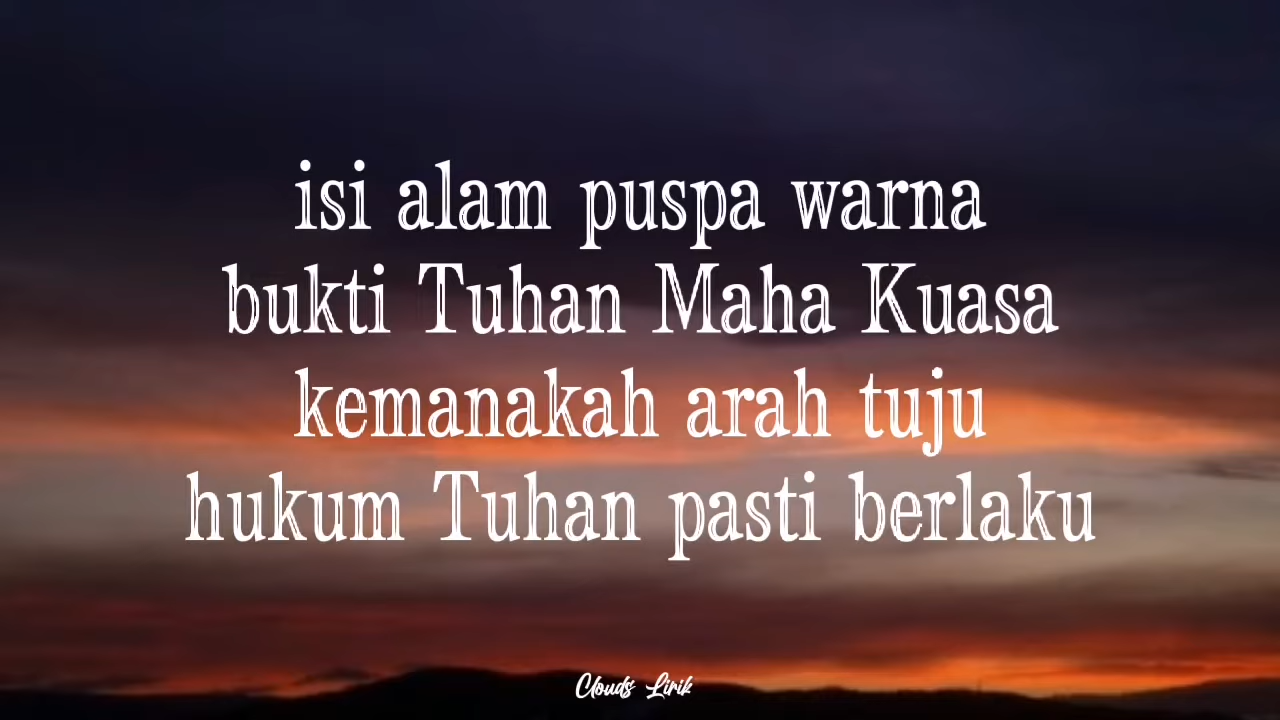 isi alam puspa warna
bukti Tuhan Maha Kuasa
kemanakah arah tuju
hukum Tuhan pasti berlaku
Clouds Lirik